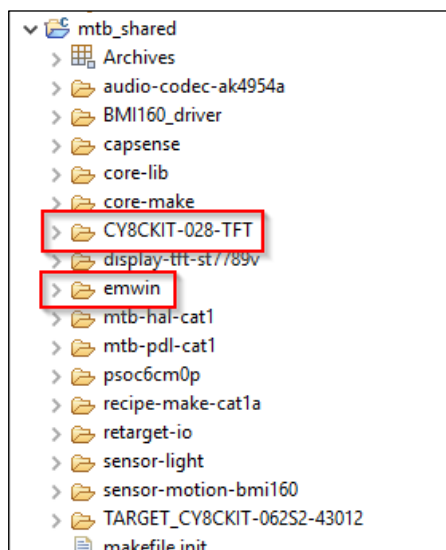 mtb_shared
Archives
audio-codec-ak4954a
BMI160_driver
capsense
core-lib
core-make
CY8CKIT-028-TFT
display-tft-st7789v
emwin
mtb-hal-cat1
mtb-pdl-cat1
psoc6cm0p
recipe-make-cat1a
retarget-io
sensor-light
sensor-motion-bmi160
TARGET_CY8CKIT-062S2-43012
makefile.init